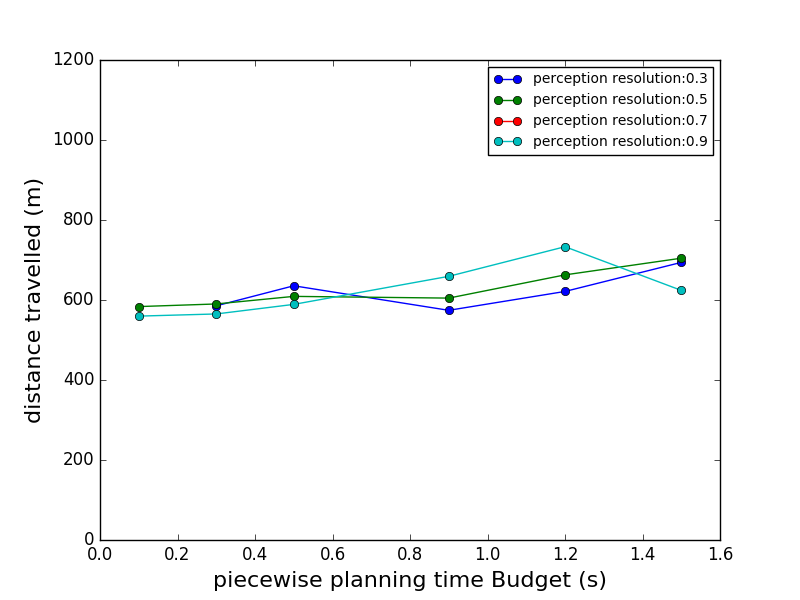 perception resolution:0.3
perception resolution:0.5
perception resolution:0.7
perception resolution:0.9
1200
1000
800
600
400
200
0
distance travelled (m)
0.0 0.2 0.4 0.6 0.8 1.0 1.2 1.4 1.6
piecewise planning time Budget (s)